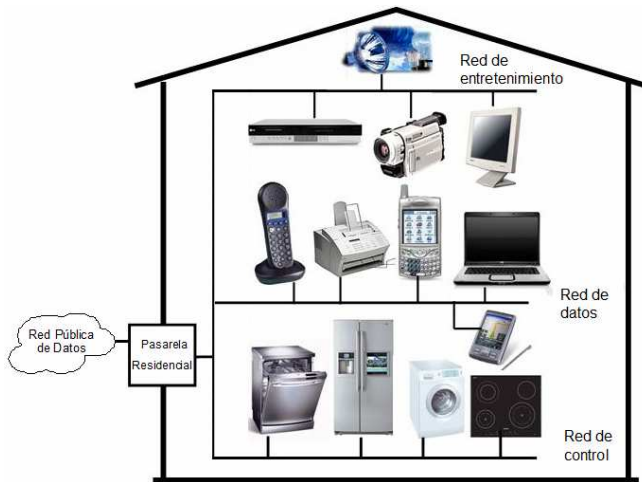 Red de
entretenimiento
Red de
datos
Red Pública
de Datos
Pasarela
Residencial
Red de
control